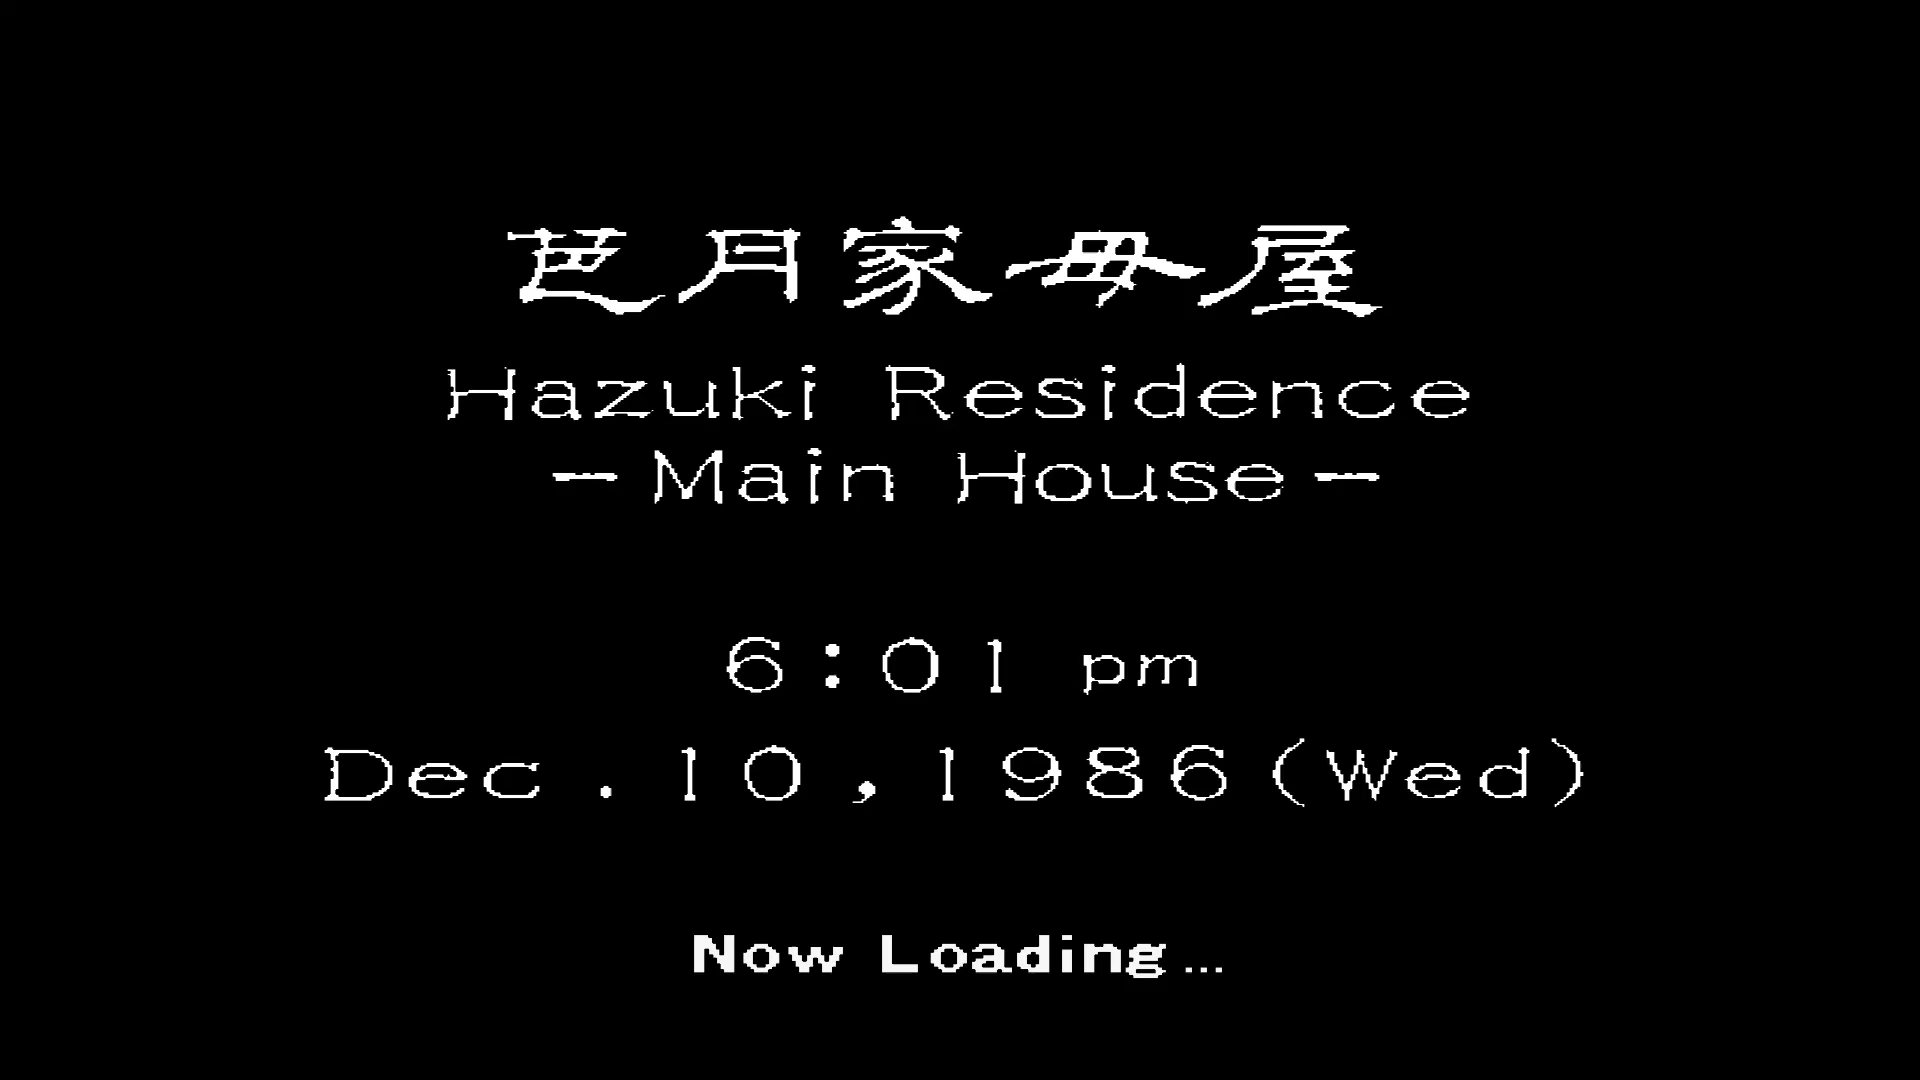 芭月家母屋
Hazuki Residence
-Main House-
6:01 pm
Dec.10,1986(Wed)
Now Loading...